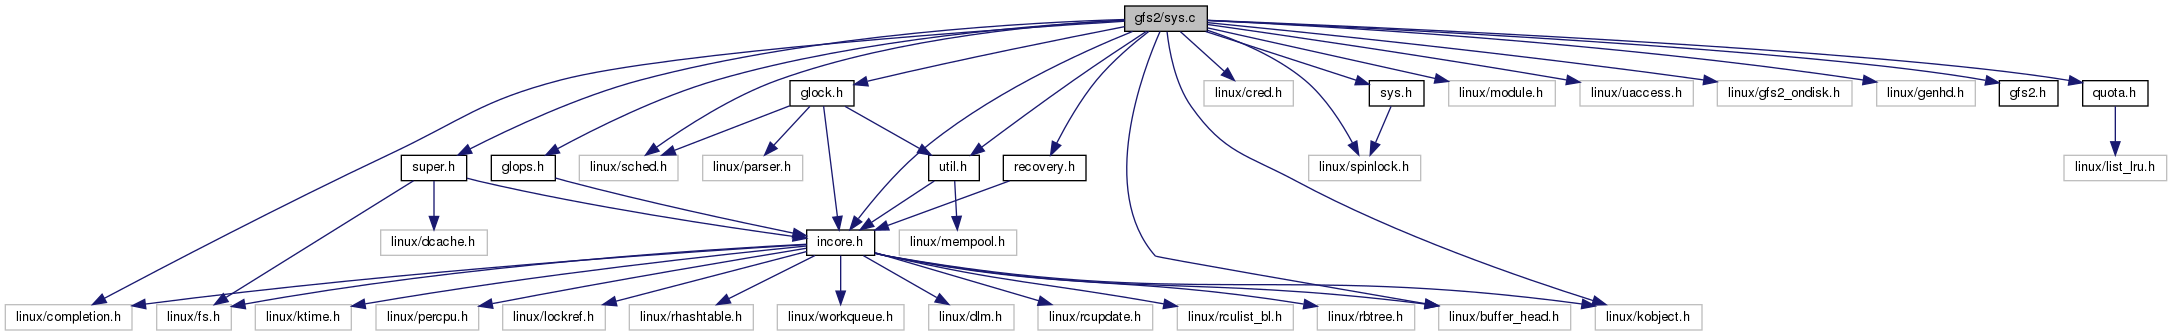 gfs2/sys.c
glock.h
linux/cred.h
sys.h
linux/module.h
linux/uaccess.h
linux/gfs2_ondisk.h
linux/genhd.h
gfs2.h
quota.h
super.h
glops.h
linux/sched.h
linux/parser.h
util.h
recovery.h
linux/spinlock.h
linux/list_lru.h
linux/dcache.h
incore.h
linux/mempool.h
linux/completion.h
linux/fs.h
linux/ktime.h
linux/percpu.h
linux/lockref.h
linux/rhashtable.h
linux/workqueue.h
linux/dlm.h
linux/rcupdate.h
linux/rculist_bl.h
linux/rbtree.h
linux/buffer_head.h
linux/kobject.h